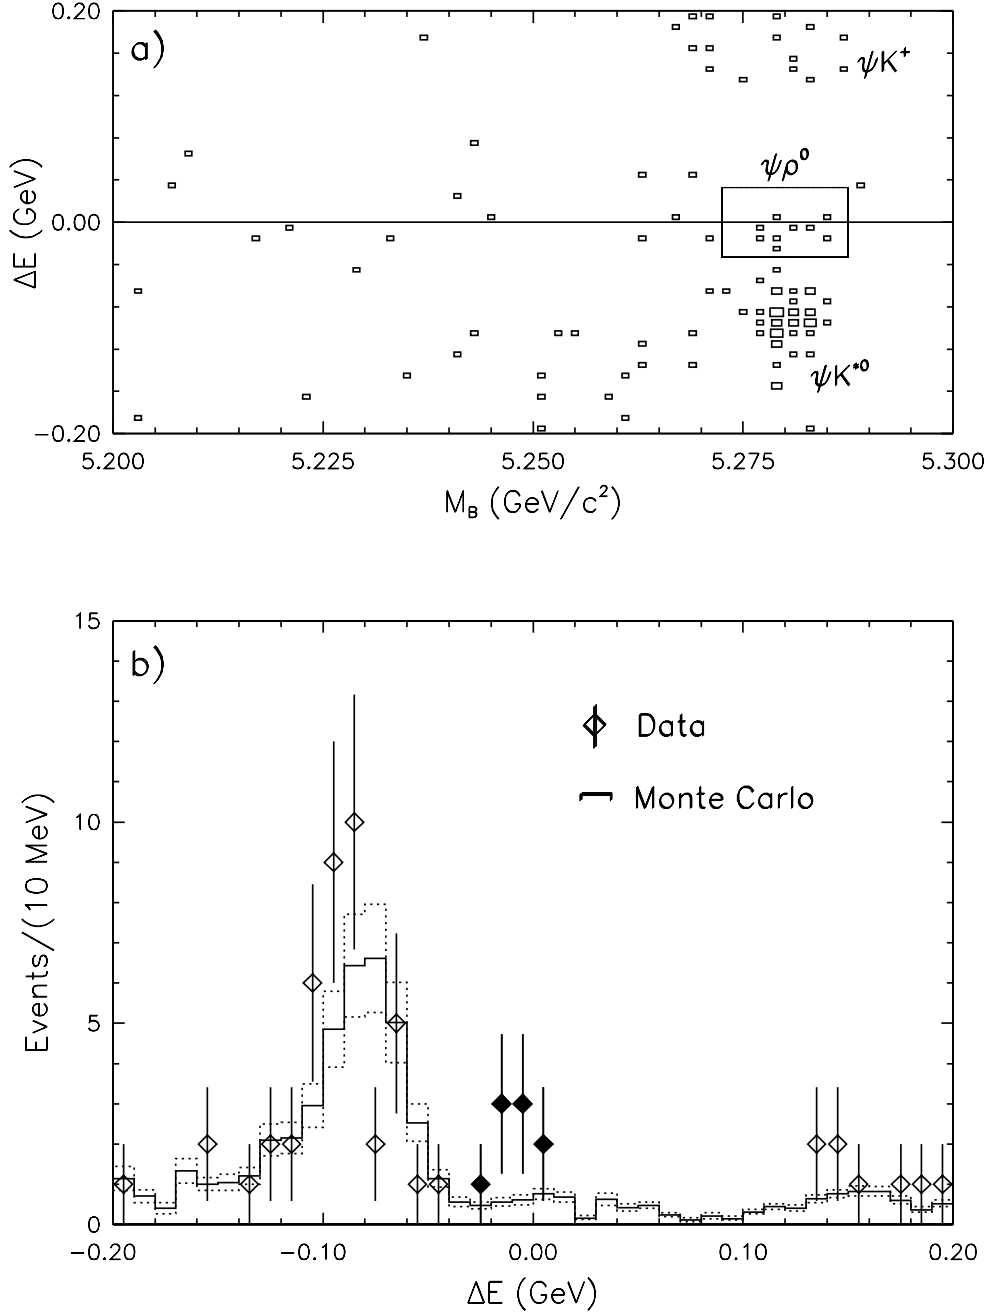 a)
0.20
0.00
−0.20
ΔE (GeV)
ψK⁺
ψρ⁰
ψK*⁰
5.200 5.225 5.250 5.275 5.300
M_B (GeV/c²)
b)
15
10
5
0
Events/(10 MeV)
Data
Monte Carlo
−0.20 −0.10 0.00 0.10 0.20
ΔE (GeV)